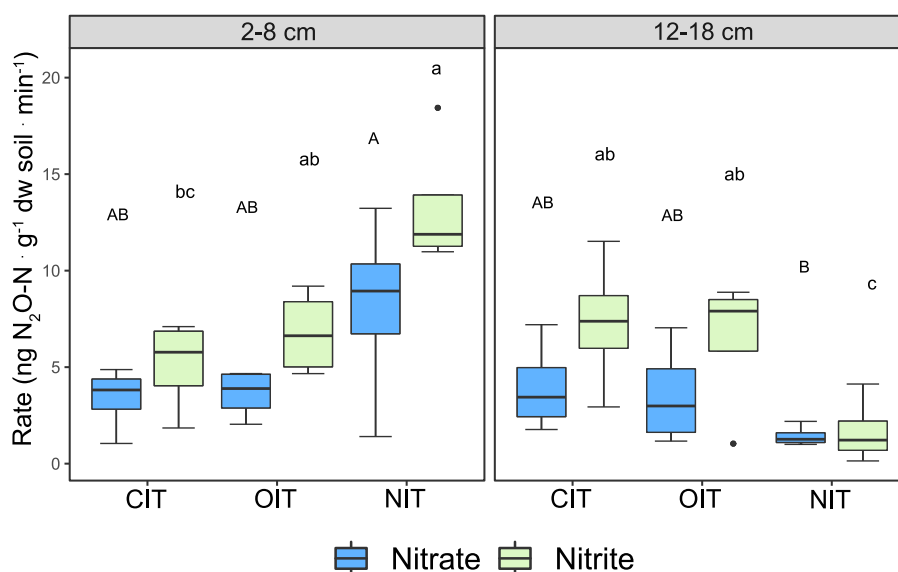 2-8 cm 12-18 cm
Rate (ng N₂O-N · g⁻¹ dw soil · min⁻¹)
20
15
10
5
0
a
A
ab
bc
AB
AB
ab
ab
AB
AB
B
c
CIT OIT NIT CIT OIT NIT
Nitrate Nitrite